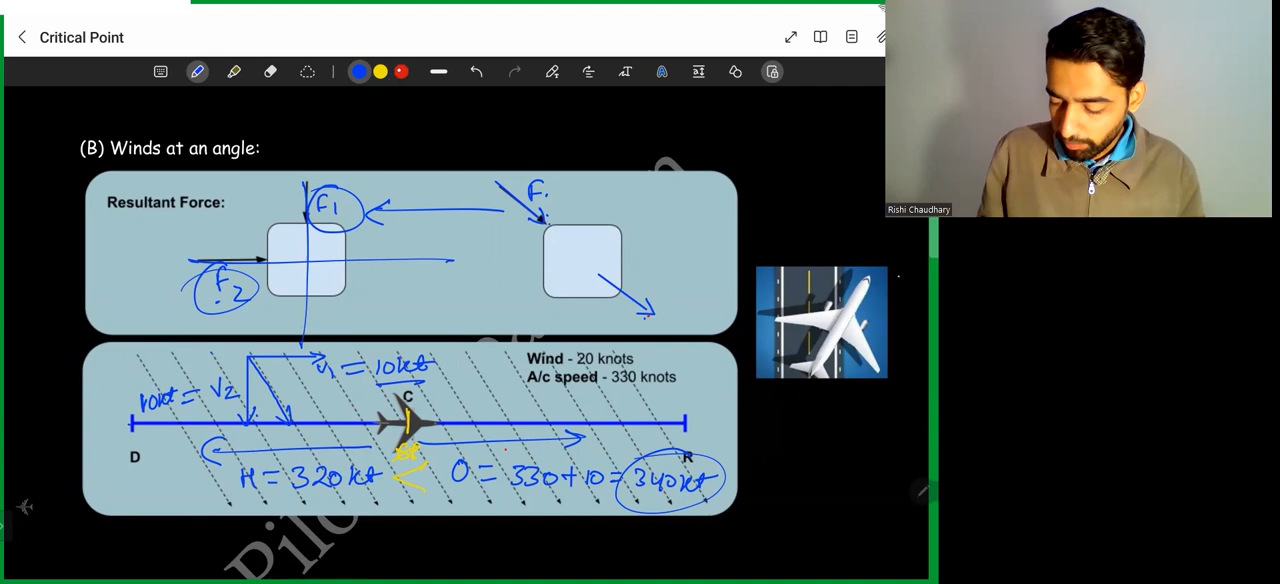 Critical Point
Rishi Chaudhary
(B) Winds at an angle:
Resultant Force:
F1
F.
F2
Wind - 20 knots
A/c speed - 330 knots
V1 = 10kt
10kt = V2
C
D
R
H = 320kt < O = 330+10 = 340kt
Pilo
n